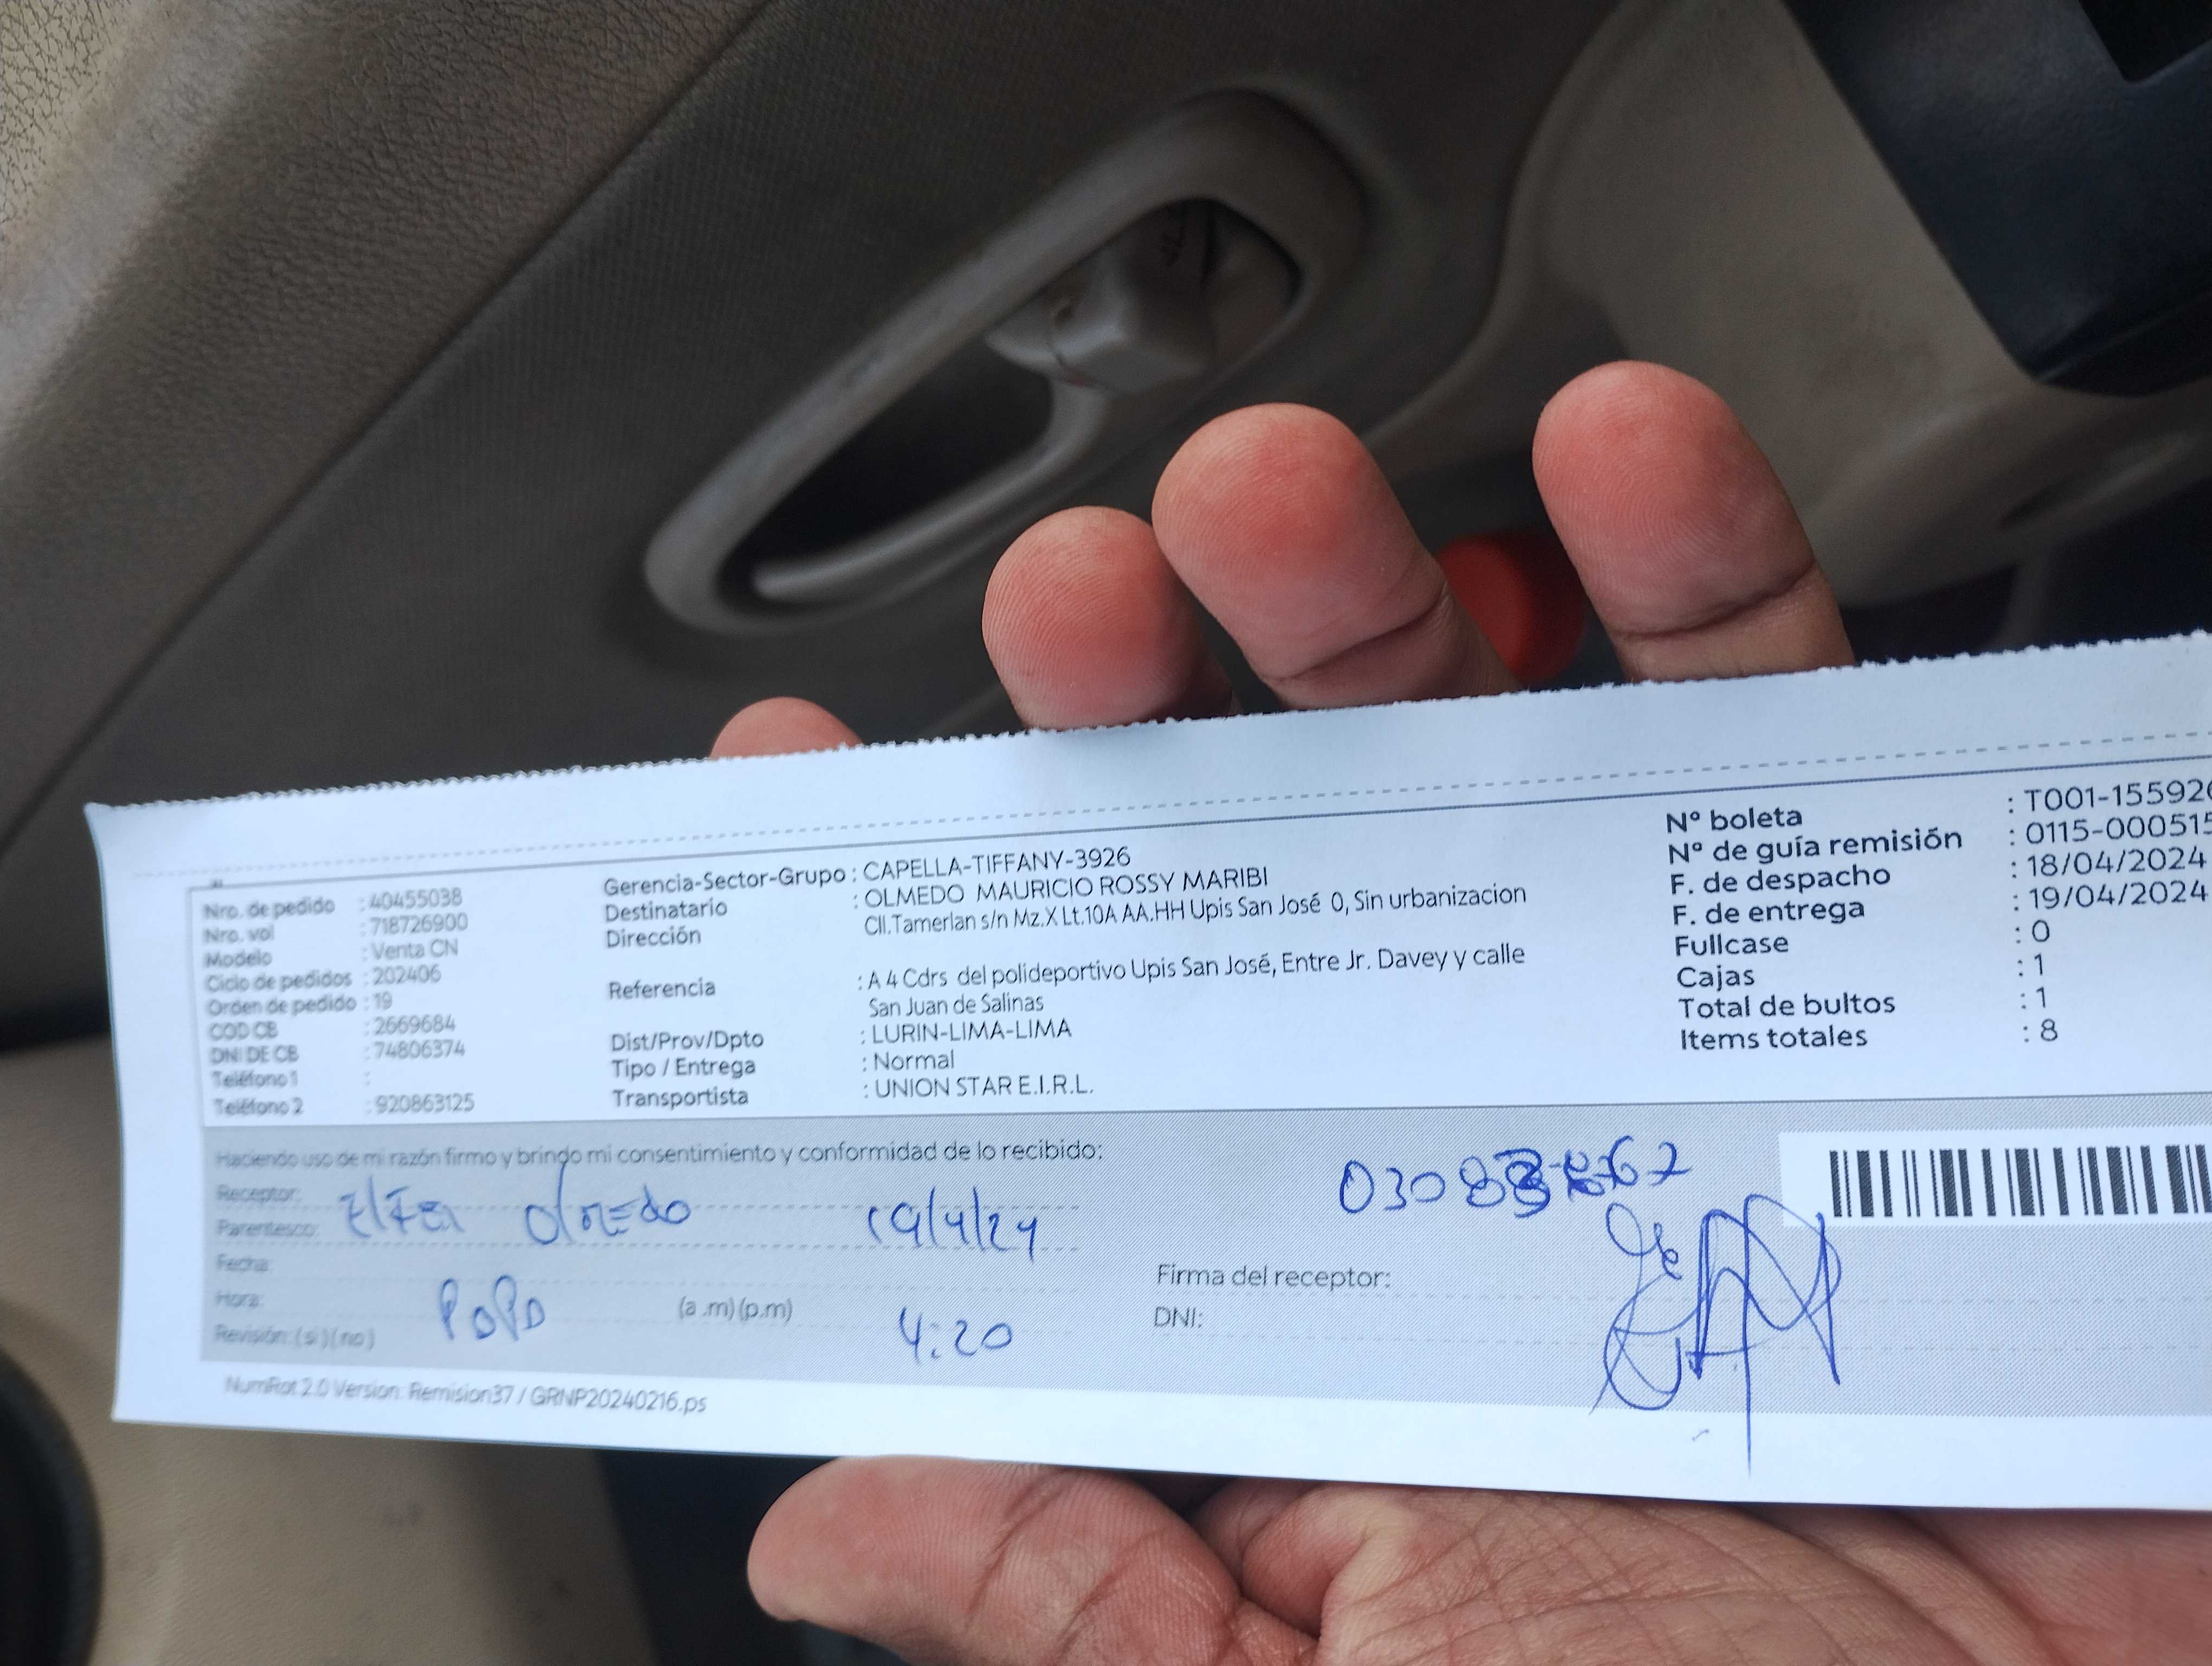 Nro. de pedido : 40455038
Nro. vol : 718726900
Modelo : Venta CN
Ciclo de pedidos : 202406
Orden de pedido : 19
COD CB : 2669684
DNI DE CB : 74806374
Teléfono 1 :
Teléfono 2 : 920863125
Gerencia-Sector-Grupo : CAPELLA-TIFFANY-3926
Destinatario : OLMEDO MAURICIO ROSSY MARIBI
Dirección Cll.Tamerlan s/n Mz.X Lt.10A AA.HH Upis San José 0, Sin urbanizacion
Referencia : A 4 Cdrs del polideportivo Upis San José, Entre Jr. Davey y calle
San Juan de Salinas
Dist/Prov/Dpto : LURIN-LIMA-LIMA
Tipo / Entrega : Normal
Transportista : UNION STAR E.I.R.L.
Nº boleta : T001-155926
Nº de guía remisión : 0115-000515
F. de despacho : 18/04/2024
F. de entrega : 19/04/2024
Fullcase : 0
Cajas : 1
Total de bultos : 1
Items totales : 8
Haciendo uso de mi razón firmo y brindo mi consentimiento y conformidad de lo recibido:
Receptor:
Parentesco: Olmedo 19/4/24
Fecha:
Hora: PAPA (a .m) (p.m) 4:20
Revisión: ( si ) ( no )
Firma del receptor:
DNI:
NumRot 2.0 Version: Remision37 / GRNP20240216.ps